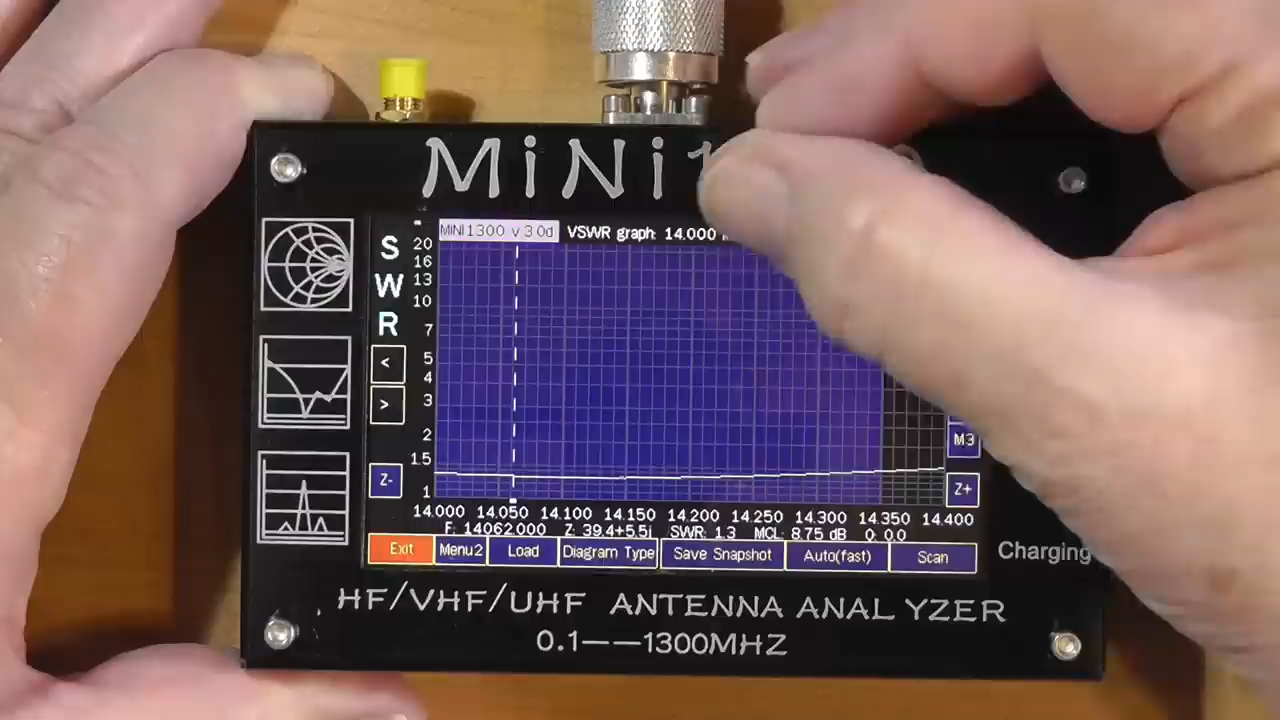 MiNi1
MINI1300 v 3 0d VSWR graph: 14.000
SWR
20
16
13
10
7
5
4
3
2
1.5
1
<
>
Z-
M3
Z+
14.000 14.050 14.100 14.150 14.200 14.250 14.300 14.350 14.400
F: 14062.000 Z: 39.4+5.5i SWR: 1.3 MCL: 8.75 dB Q: 0.0
Exit Menu2 Load Diagram Type Save Snapshot Auto(fast) Scan
Charging
HF/VHF/UHF ANTENNA ANALYZER
0.1——1300MHZ